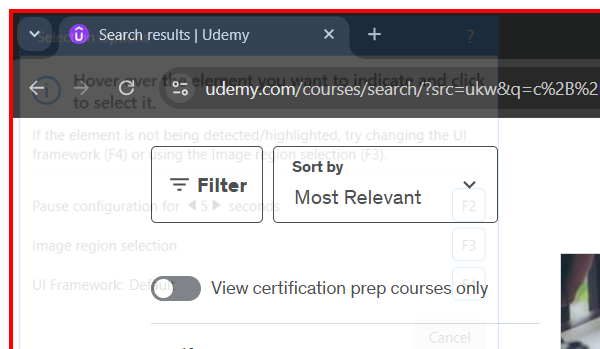 Selection Options
?
Search results | Udemy
Hover over the element you want to indicate and click
to select it.
udemy.com/courses/search/?src=ukw&q=c%2B%2
If the element is not being detected/highlighted, try changing the UI
framework (F4) or using the Image region selection (F3).
Filter
Sort by
Most Relevant
Pause configuration for 5 seconds
F2
Image region selection
F3
UI Framework: Default
View certification prep courses only
Cancel